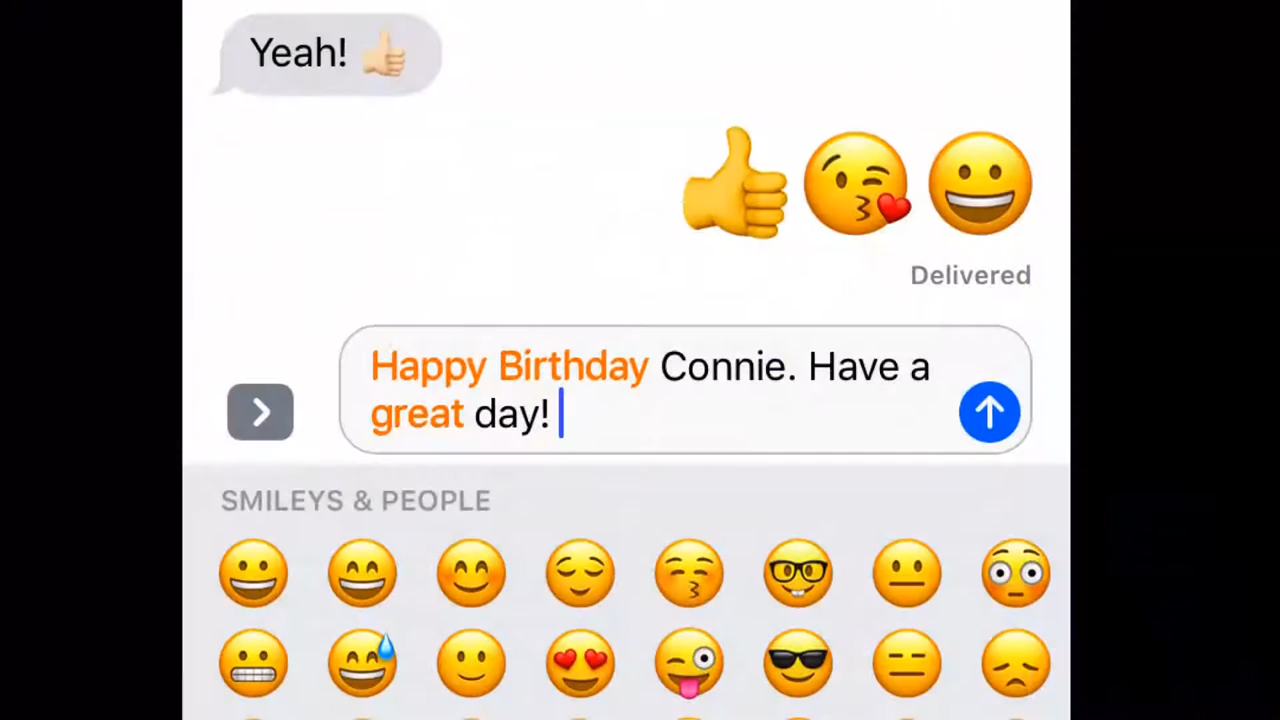 Yeah! 👍🏻
👍😘😀
Delivered
Happy Birthday Connie. Have a
great day!
SMILEYS & PEOPLE